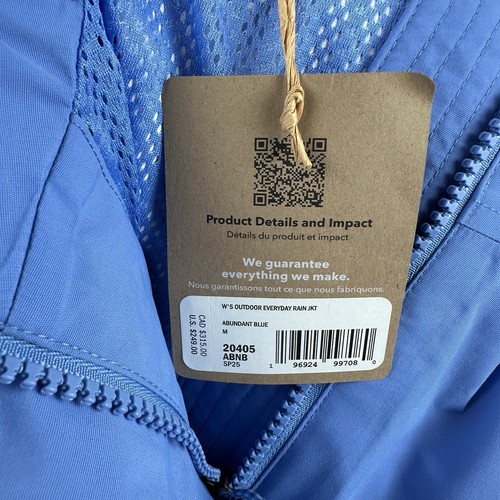 Product Details and Impact
Détails du produit et impact
We guarantee
everything we make.
Nous garantissons tout ce que nous fabriquons.
W'S OUTDOOR EVERYDAY RAIN JKT
ABUNDANT BLUE
M
20405
ABNB
SP25
CAD $315.00
U.S. $249.00
1 96924 99708 0